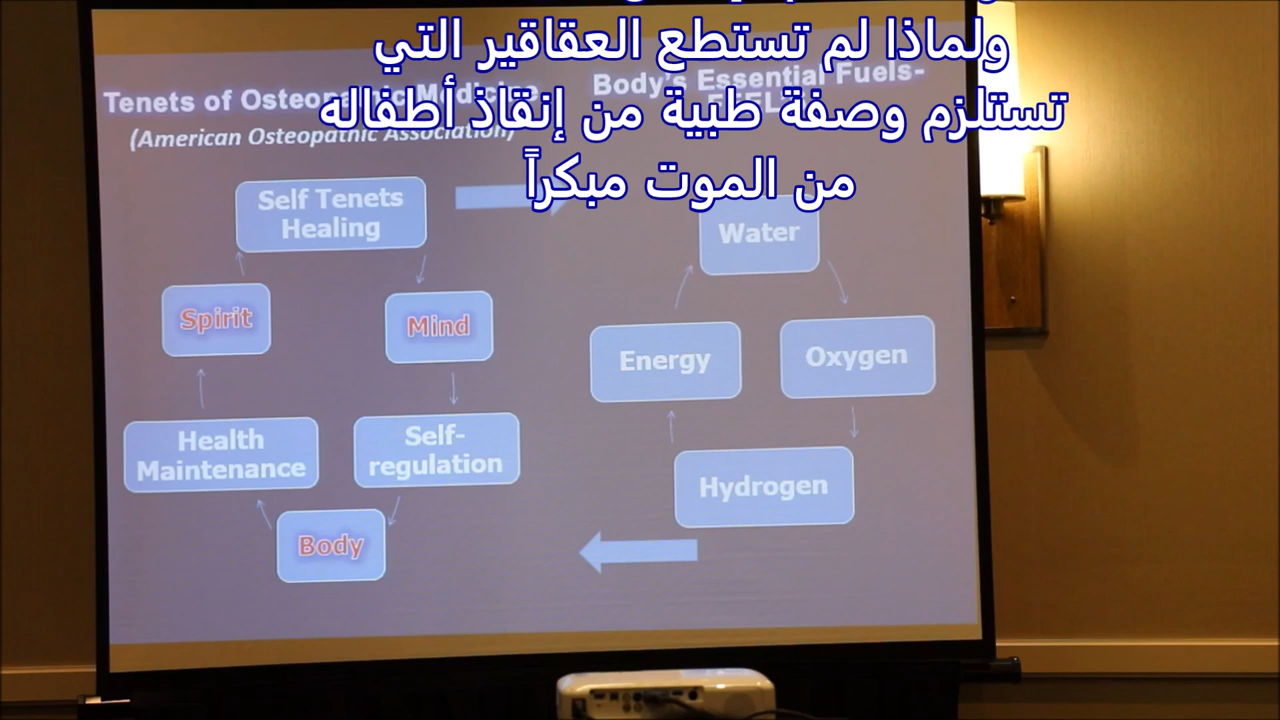 ولماذا لم تستطع العقاقير التي
تستلزم وصفة طبية من إنقاذ أطفاله
من الموت مبكراً
Tenets of Osteopathic Medicine
(American Osteopathic Association)
Self Tenets
Healing
Spirit
Mind
Health
Maintenance
Self-
regulation
Body
Body's Essential Fuels-
Water
Energy
Oxygen
Hydrogen